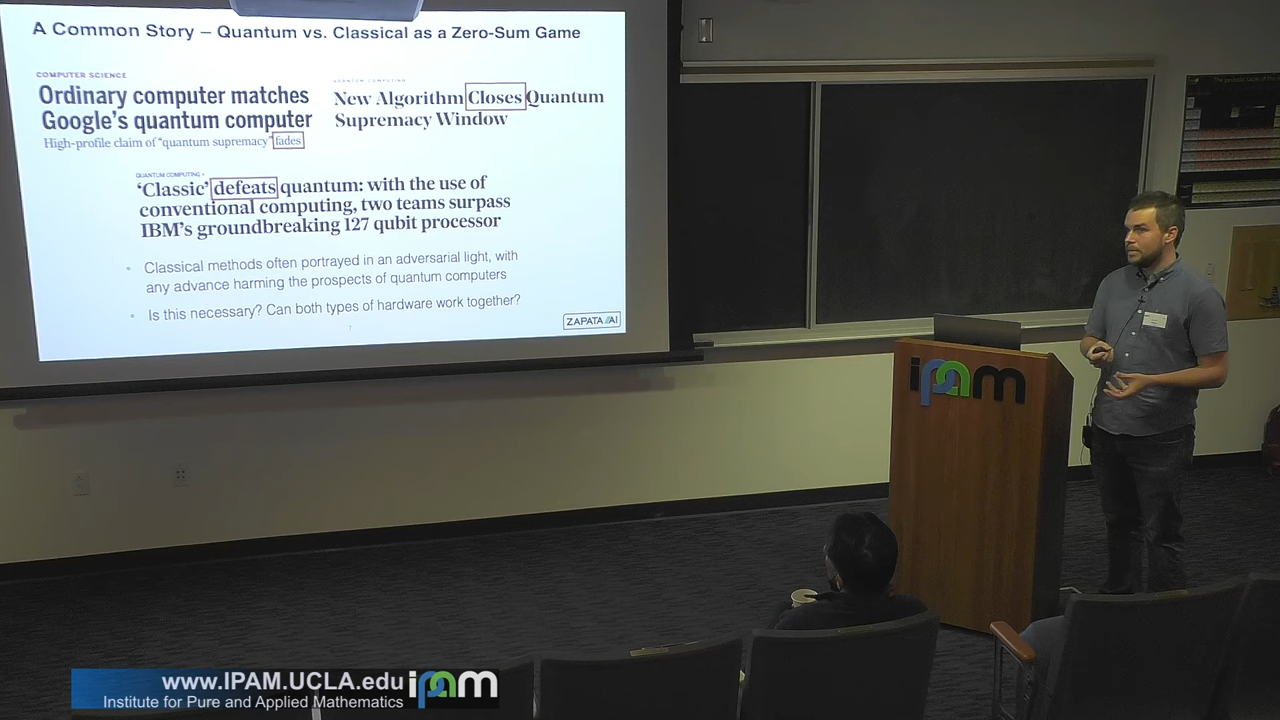 A Common Story – Quantum vs. Classical as a Zero-Sum Game
COMPUTER SCIENCE
Ordinary computer matches
Google's quantum computer
High-profile claim of "quantum supremacy" fades
QUANTUM COMPUTING
New Algorithm Closes Quantum
Supremacy Window
QUANTUM COMPUTING
'Classic' defeats quantum: with the use of
conventional computing, two teams surpass
IBM's groundbreaking 127 qubit processor
• Classical methods often portrayed in an adversarial light, with
any advance harming the prospects of quantum computers
• Is this necessary? Can both types of hardware work together?
ZAPATA //AI
ipam
www.IPAM.UCLA.edu
Institute for Pure and Applied Mathematics
ipam